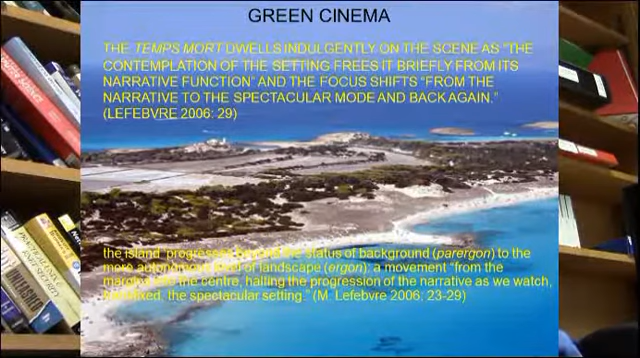 GREEN CINEMA
THE TEMPS MORT DWELLS INDULGENTLY ON THE SCENE AS “THE
CONTEMPLATION OF THE SETTING FREES IT BRIEFLY FROM ITS
NARRATIVE FUNCTION” AND THE FOCUS SHIFTS “FROM THE
NARRATIVE TO THE SPECTACULAR MODE AND BACK AGAIN.”
(LEFEBVRE 2006: 29)
the island progresses beyond the status of background (parergon) to the
more autonomous level of landscape (ergon); a movement “from the
margins into the centre, halting the progression of the narrative as we watch,
transfixed, the spectacular setting.” (M. Lefebvre 2006; 23-29)